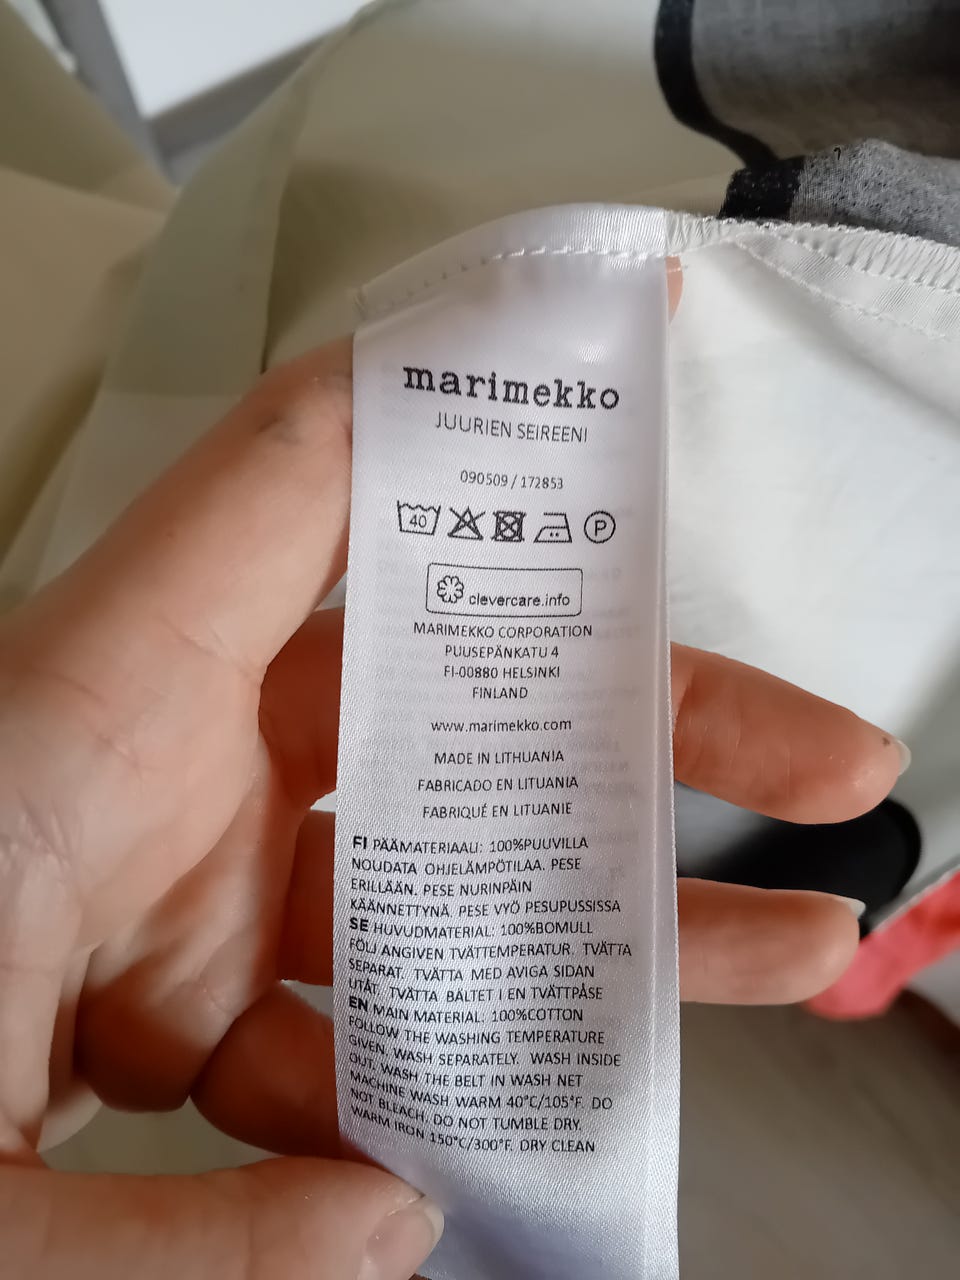 marimekko
JUURIEN SEIREENI
090509 / 172853
40 P
clevercare.info
MARIMEKKO CORPORATION
PUUSEPÄNKATU 4
FI-00880 HELSINKI
FINLAND
www.marimekko.com
MADE IN LITHUANIA
FABRICADO EN LITUANIA
FABRIQUÉ EN LITUANIE
FI PÄÄMATERIAALI: 100%PUUVILLA
NOUDATA OHJELÄMPÖTILAA. PESE
ERILLÄÄN. PESE NURINPÄIN
KÄÄNNETTYNÄ. PESE VYÖ PESUPUSSISSA
SE HUVUDMATERIAL: 100%BOMULL
FÖLJ ANGIVEN TVÄTTEMPERATUR. TVÄTTA
SEPARAT. TVÄTTA MED AVIGA SIDAN
UTÅT. TVÄTTA BÄLTET I EN TVÄTTPÅSE
EN MAIN MATERIAL: 100%COTTON
FOLLOW THE WASHING TEMPERATURE
GIVEN. WASH SEPARATELY. WASH INSIDE
OUT. WASH THE BELT IN WASH NET
MACHINE WASH WARM 40°C/105°F. DO
NOT BLEACH. DO NOT TUMBLE DRY.
WARM IRON 150°C/300°F. DRY CLEAN